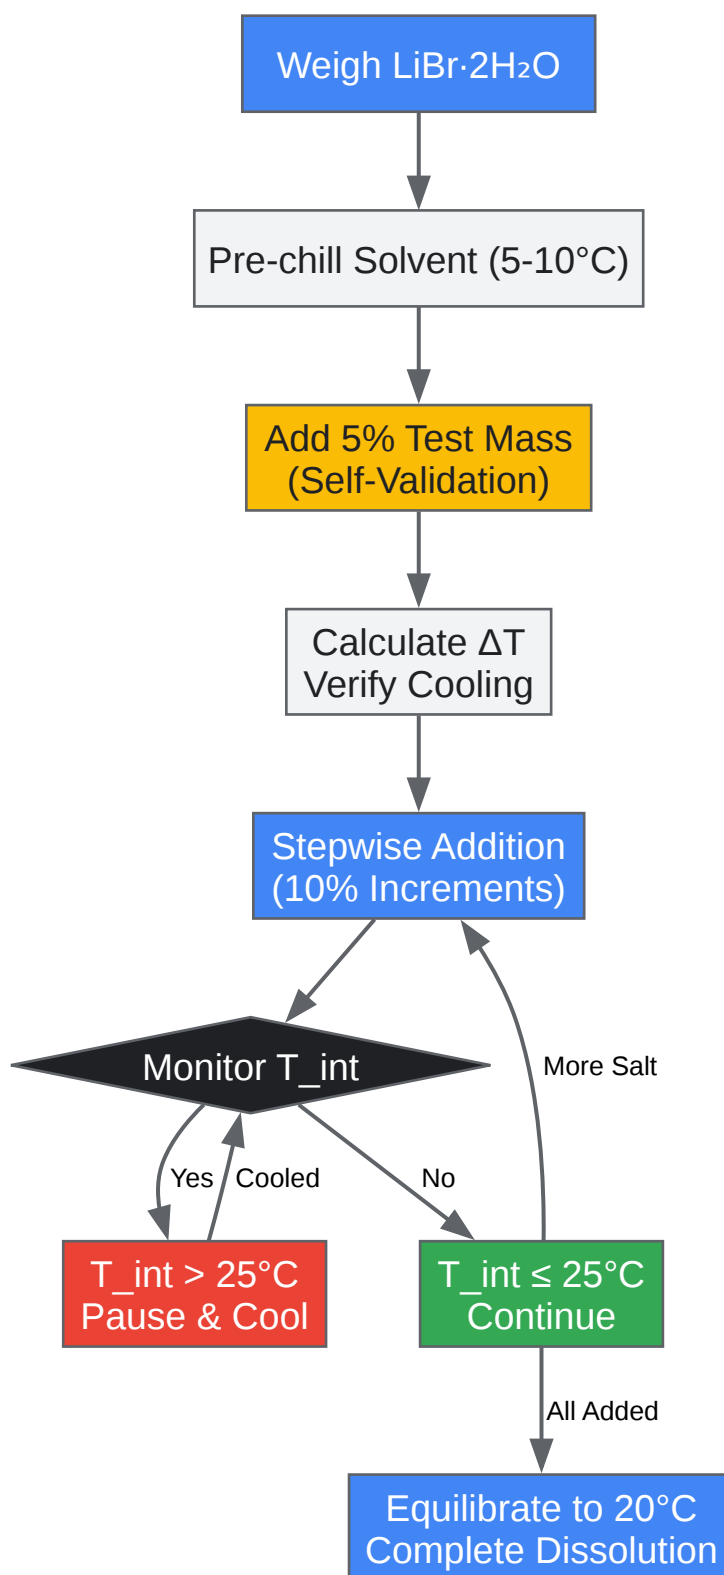 Weigh LiBr·2H₂O
Pre-chill Solvent (5-10°C)
Add 5% Test Mass
(Self-Validation)
Calculate ΔT
Verify Cooling
Stepwise Addition
(10% Increments)
Monitor T_int
More Salt
Yes
Cooled
No
T_int > 25°C
Pause & Cool
T_int ≤ 25°C
Continue
All Added
Equilibrate to 20°C
Complete Dissolution